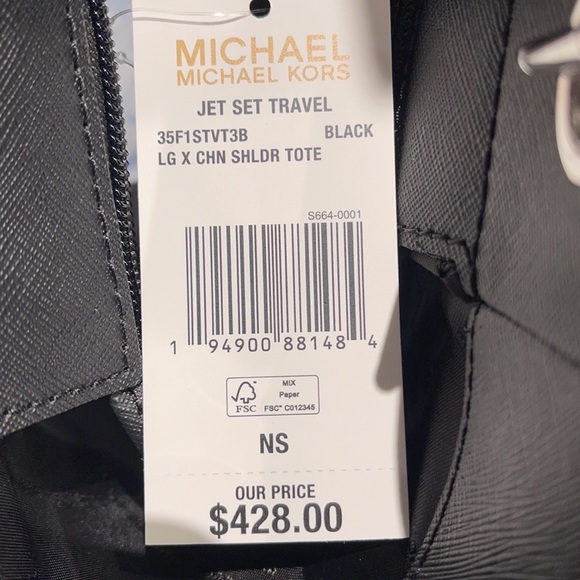 MICHAEL
MICHAEL KORS
JET SET TRAVEL
35F1STVT3B BLACK
LG X CHN SHLDR TOTE
S664-0001
1 94900 88148 4
MIX
Paper
FSC FSC™ C012345
NS
OUR PRICE
$428.00